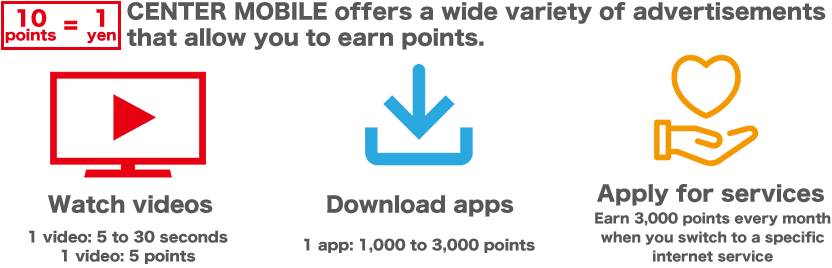 10 points = 1 yen
CENTER MOBILE offers a wide variety of advertisements
that allow you to earn points.
Watch videos
1 video: 5 to 30 seconds
1 video: 5 points
Download apps
1 app: 1,000 to 3,000 points
Apply for services
Earn 3,000 points every month
when you switch to a specific
internet service